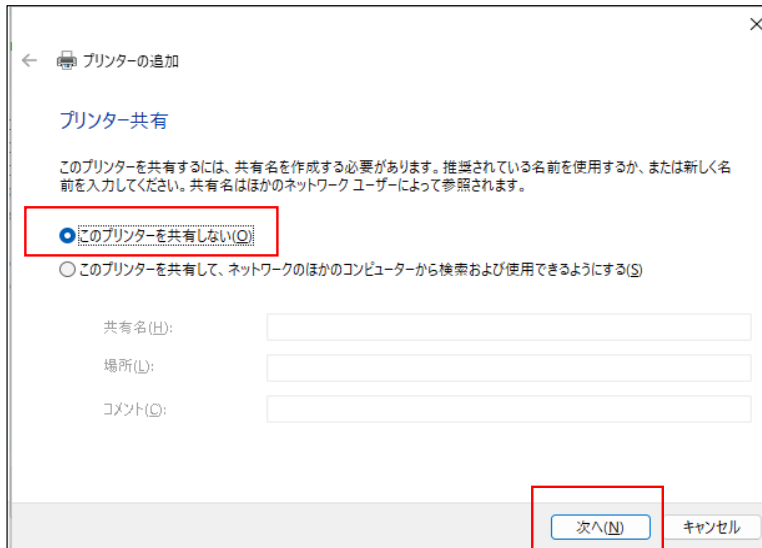 プリンターの追加
プリンター共有
このプリンターを共有するには、共有名を作成する必要があります。推奨されている名前を使用するか、または新しく名
前を入力してください。共有名はほかのネットワーク ユーザーによって参照されます。
このプリンターを共有しない(O)
このプリンターを共有して、ネットワークのほかのコンピューターから検索および使用できるようにする(S)
共有名(H):
場所(L):
コメント(C):
次へ(N) キャンセル